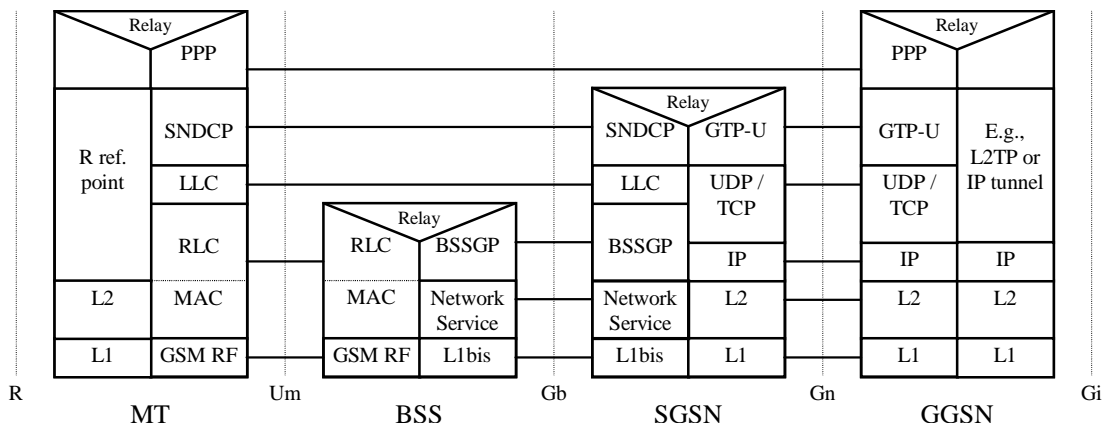 Relay
PPP
Relay
PPP
R ref.
point
SNDCP
LLC
RLC
L2
MAC
L1
GSM RF
Relay
RLC
BSSGP
MAC
Network
Service
GSM RF
L1bis
Relay
SNDCP
GTP-U
LLC
UDP /
TCP
BSSGP
IP
Network
Service
L2
L1bis
L1
GTP-U
E.g.,
L2TP or
IP tunnel
UDP /
TCP
IP
IP
L2
L2
L1
L1
R
Um
Gb
Gn
Gi
MT
BSS
SGSN
GGSN